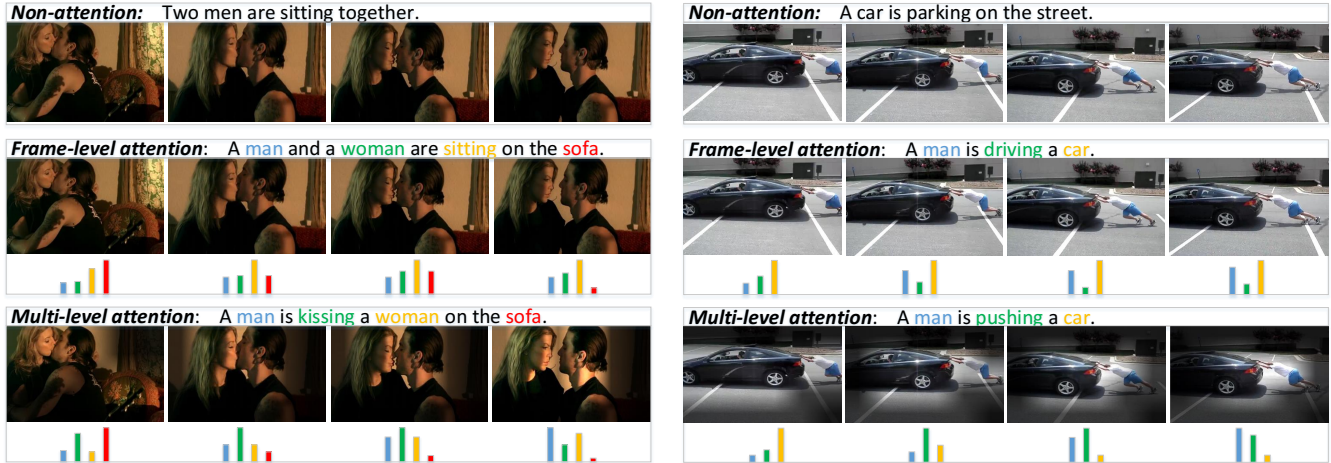 Non-attention: Two men are sitting together.
Frame-level attention: A man and a woman are sitting on the sofa.
Multi-level attention: A man is kissing a woman on the sofa.
Non-attention: A car is parking on the street.
Frame-level attention: A man is driving a car.
Multi-level attention: A man is pushing a car.